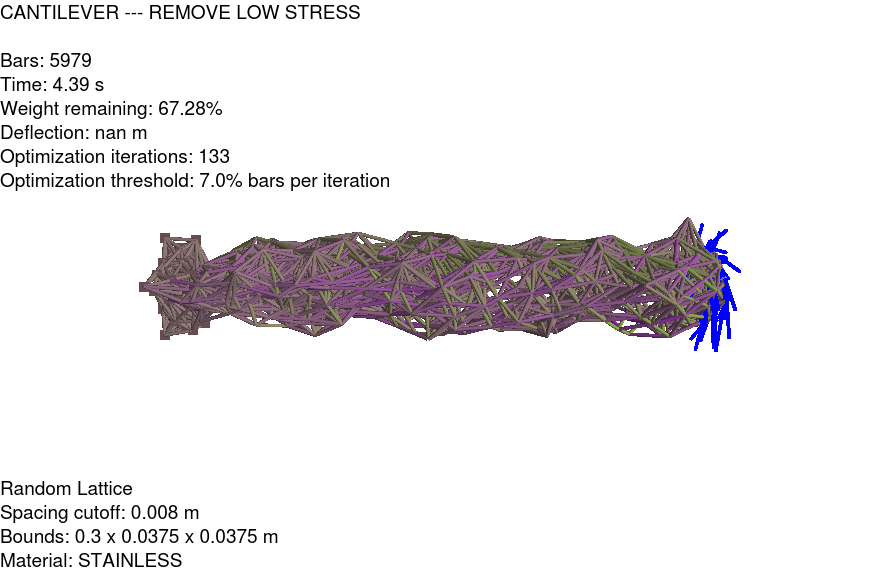 CANTILEVER --- REMOVE LOW STRESS
Bars: 5979
Time: 4.39 s
Weight remaining: 67.28%
Deflection: nan m
Optimization iterations: 133
Optimization threshold: 7.0% bars per iteration
Random Lattice
Spacing cutoff: 0.008 m
Bounds: 0.3 x 0.0375 x 0.0375 m
Material: STAINLESS